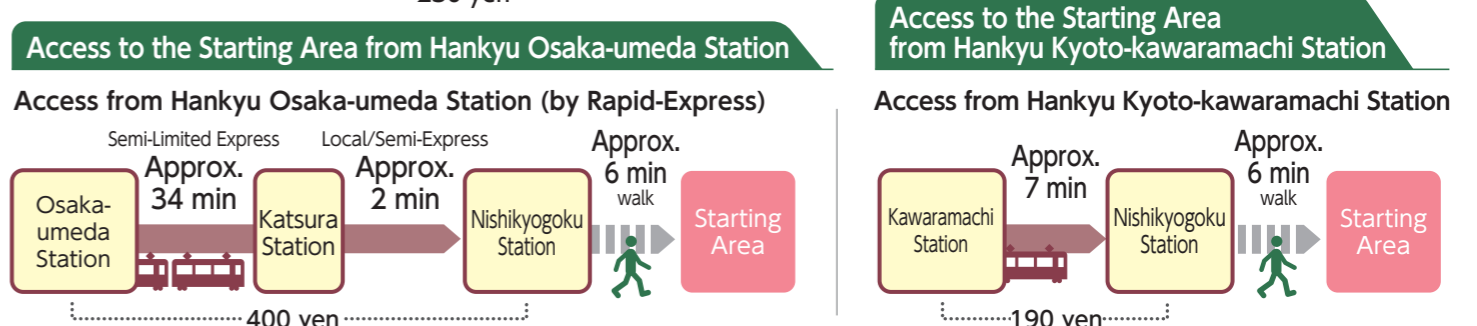 230 yen
Access to the Starting Area from Hankyu Osaka-umeda Station
Access from Hankyu Osaka-umeda Station (by Rapid-Express)
Semi-Limited Express
Approx.
34 min
Local/Semi-Express
Approx.
2 min
Approx.
6 min
walk
Osaka-
umeda
Station
Katsura
Station
Nishikyogoku
Station
Starting
Area
400 yen
Access to the Starting Area
from Hankyu Kyoto-kawaramachi Station
Access from Hankyu Kyoto-kawaramachi Station
Approx.
7 min
Approx.
6 min
walk
Kawaramachi
Station
Nishikyogoku
Station
Starting
Area
190 yen